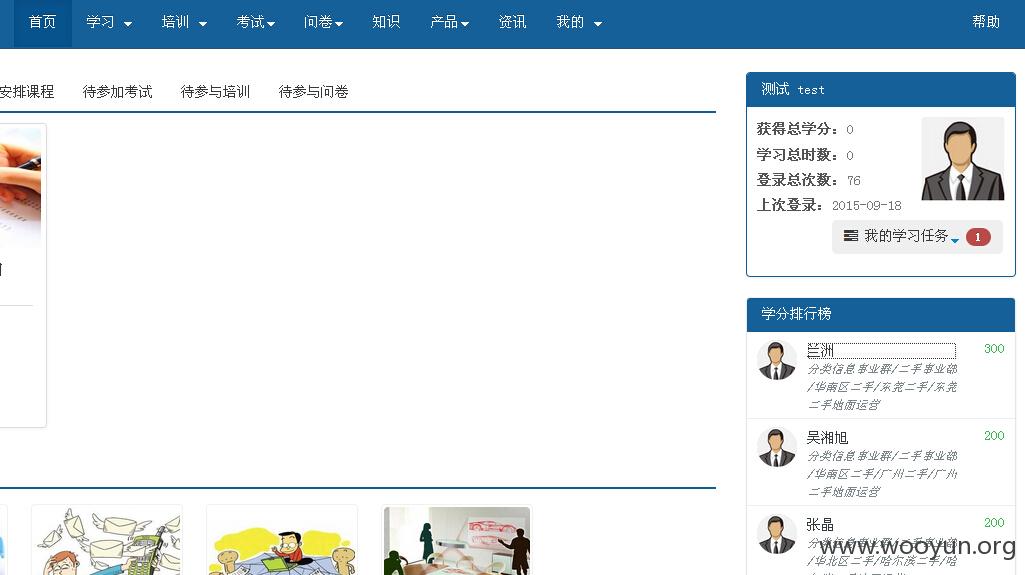 首页 学习 培训 考试 问卷 知识 产品 资讯 我的 帮助
安排课程 待参加考试 待参与培训 待参与问卷
测试 test
获得总学分：0
学习总时数：0
登录总次数：76
上次登录：2015-09-18
我的学习任务 1
学分排行榜
兰洲 300
分类信息事业群/二手事业部
/华南区二手/东莞二手/东莞
二手地面运营
吴湘旭 200
分类信息事业群/二手事业部
/华南区二手/广州二手/广州
二手地面运营
张晶 200
分类信息事业群/二手事业部
/华北区二手/哈尔滨二手/哈
www.wooyun.org